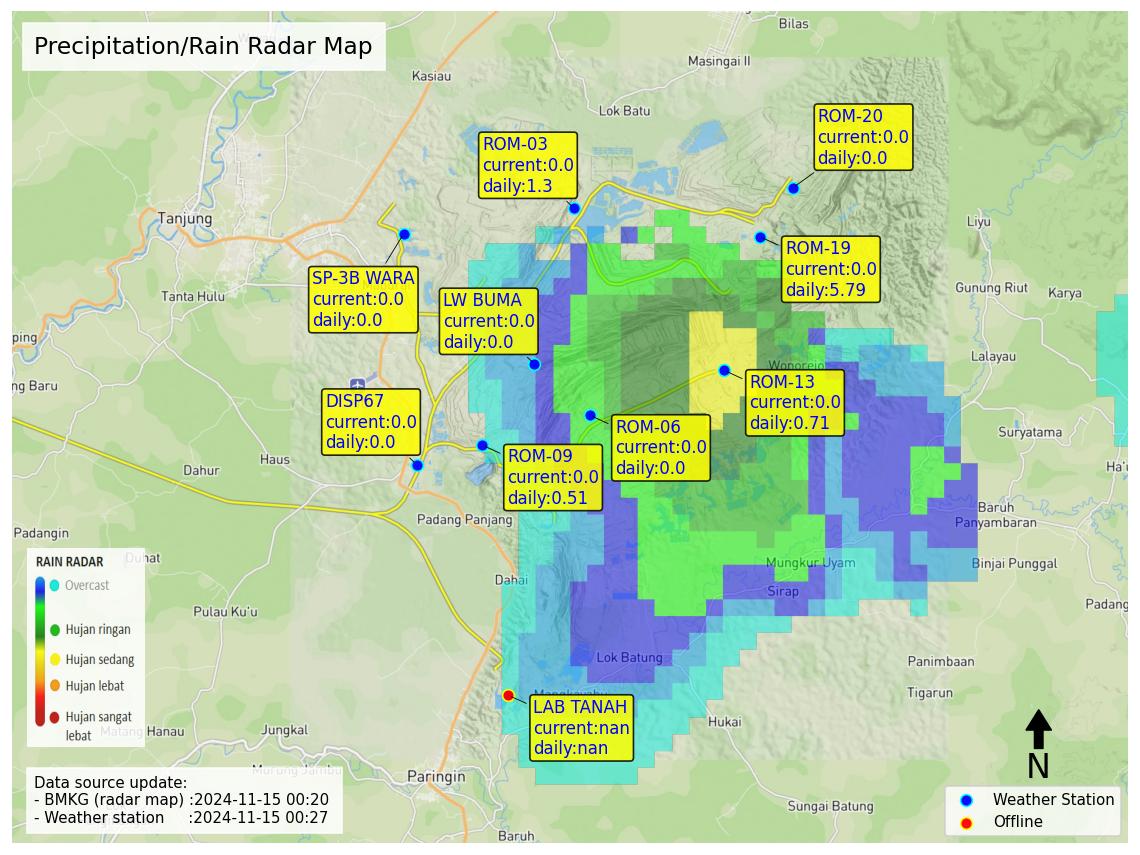 Precipitation/Rain Radar Map
Bilas
Masingai II
Kasiau
Lok Batu
ROM-20
current:0.0
daily:0.0
ROM-03
current:0.0
daily:1.3
Tanjung
Liyu
ROM-19
current:0.0
daily:5.79
SP-3B WARA
current:0.0
daily:0.0
Tanta Hulu
LW BUMA
current:0.0
daily:0.0
Gunung Riut
Karya
ping
Lalayau
Wonorejo
ng Baru
ROM-13
current:0.0
daily:0.71
DISP67
current:0.0
daily:0.0
ROM-06
current:0.0
daily:0.0
Suryatama
Haus
Dahur
ROM-09
current:0.0
daily:0.51
Ha'u
Baruh
Panyambaran
Padang Panjang
Padangin
RAIN RADAR
Overcast
Hujan ringan
Hujan sedang
Hujan lebat
Hujan sangat
lebat
Mungkur Uyam
Binjai Punggal
Dahai
Sirap
Pulau Ku'u
Padang
Lok Batung
Panimbaan
Tigarun
LAB TANAH
current:nan
daily:nan
Hukai
Matang Hanau
Jungkal
Murung Jambu
Paringin
N
Data source update:
- BMKG (radar map) :2024-11-15 00:20
- Weather station :2024-11-15 00:27
Sungai Batung
Baruh
Weather Station
Offline